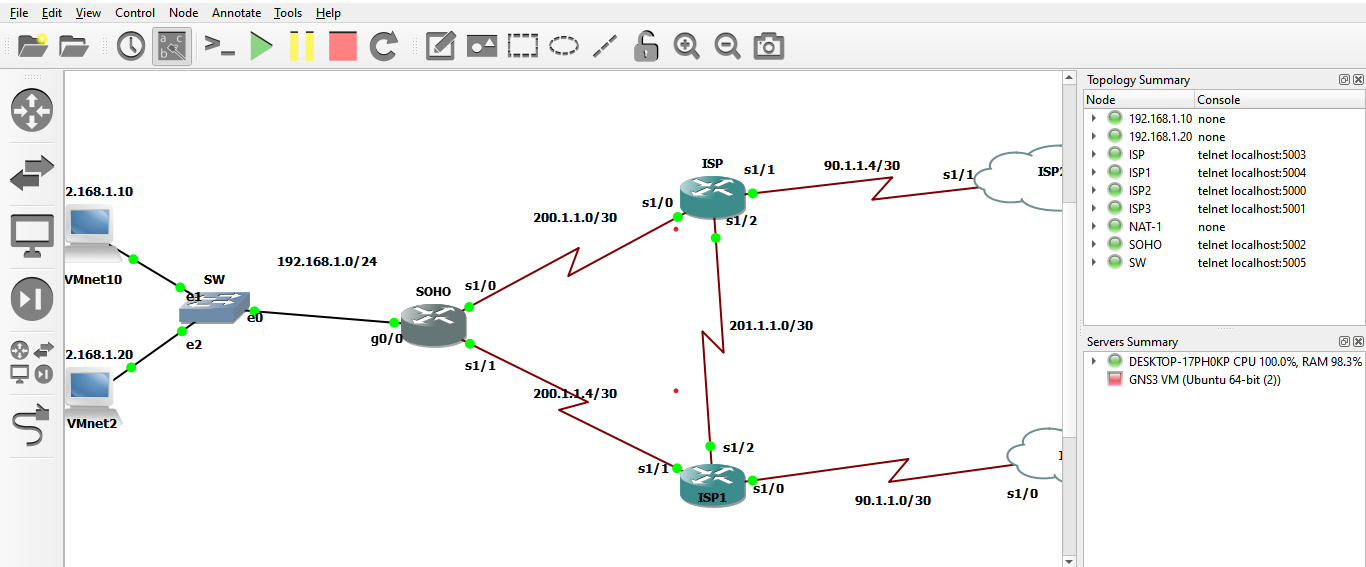 File Edit View Control Node Annotate Tools Help
Topology Summary
Node Console
192.168.1.10 none
192.168.1.20 none
ISP telnet localhost:5003
ISP1 telnet localhost:5004
ISP2 telnet localhost:5000
ISP3 telnet localhost:5001
NAT-1 none
SOHO telnet localhost:5002
SW telnet localhost:5005
Servers Summary
DESKTOP-17PH0KP CPU 100.0%, RAM 98.3%
GNS3 VM (Ubuntu 64-bit (2))
2.168.1.10
VMnet10
2.168.1.20
VMnet2
SW
e1
e0
e2
192.168.1.0/24
SOHO
g0/0
s1/0
s1/1
200.1.1.0/30
200.1.1.4/30
ISP
s1/1
s1/0
s1/2
90.1.1.4/30
s1/1
ISP2
201.1.1.0/30
s1/2
s1/1
ISP1
s1/0
90.1.1.0/30
s1/0